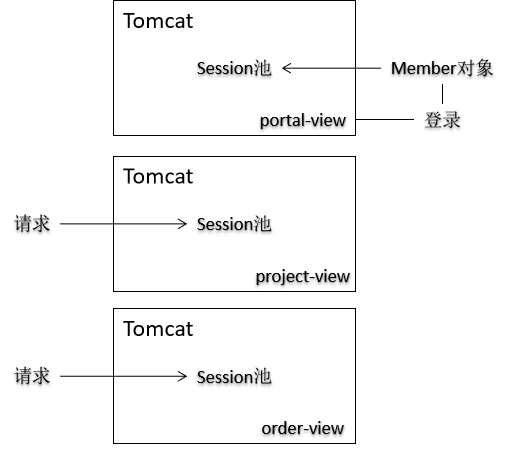 Tomcat
Session池
Member对象
portal-view
登录
Tomcat
请求
Session池
project-view
Tomcat
请求
Session池
order-view